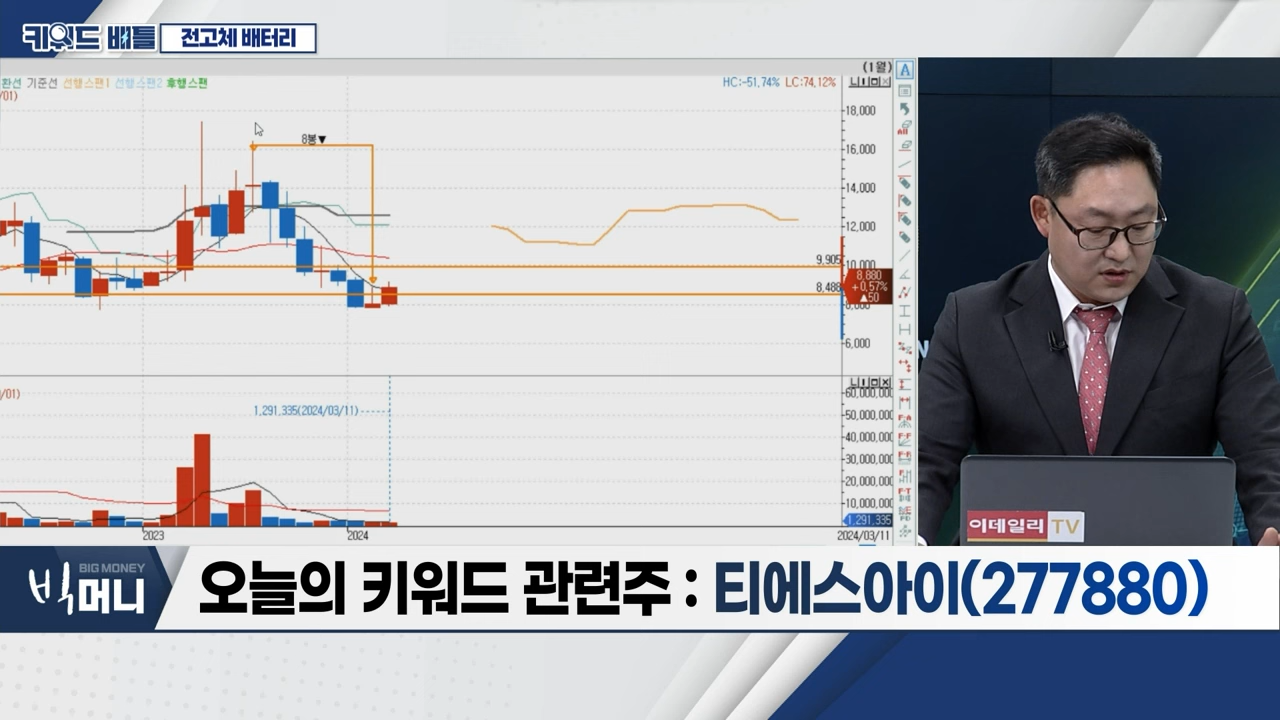 키워드 배틀
전고체 배터리
(1월)
환선 기준선 선행스팬1 선행스팬2 후행스팬
/01)
HC:-51,74% LC:74,12%
A
18,000
16,000
14,000
12,000
10,000
8,000
6,000
8봉▼
9,905
8,488
8,880
+0,57%
▲50
/01)
60,000,000
50,000,000
40,000,000
30,000,000
20,000,000
10,000,000
1,291,335(2024/03/11)
1,291,335
2023
2024
2024/03/11
이데일리TV
BIG MONEY
빅머니
오늘의 키워드 관련주 : 티에스아이(277880)